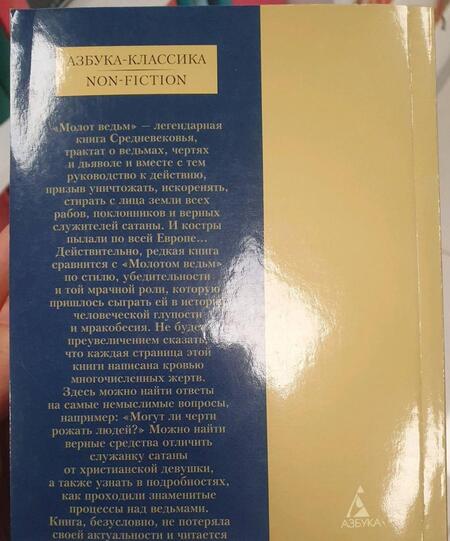 АЗБУКА-КЛАССИКА
NON-FICTION
«Молот ведьм» — легендарная
книга Средневековья,
трактат о ведьмах, чертях
и дьяволе и вместе с тем
руководство к действию,
призыв уничтожать, искоренять,
стирать с лица земли всех
рабов, поклонников и верных
служителей сатаны. И костры
пылали по всей Европе...
Действительно, редкая книга
сравнится с «Молотом ведьм»
по стилю, убедительности
и той мрачной роли, которую
пришлось сыграть ей в истории
человеческой глупости
и мракобесия. Не будет
преувеличением сказать,
что каждая страница этой
книги написана кровью
многочисленных жертв.
Здесь можно найти ответы
на самые немыслимые вопросы,
например: «Могут ли черти
рожать людей?» Можно найти
верные средства отличить
служанку сатаны
от христианской девушки,
а также узнать в подробностях,
как проходили знаменитые
процессы над ведьмами.
Книга, безусловно, не потеряла
своей актуальности и читается
АЗБУКА